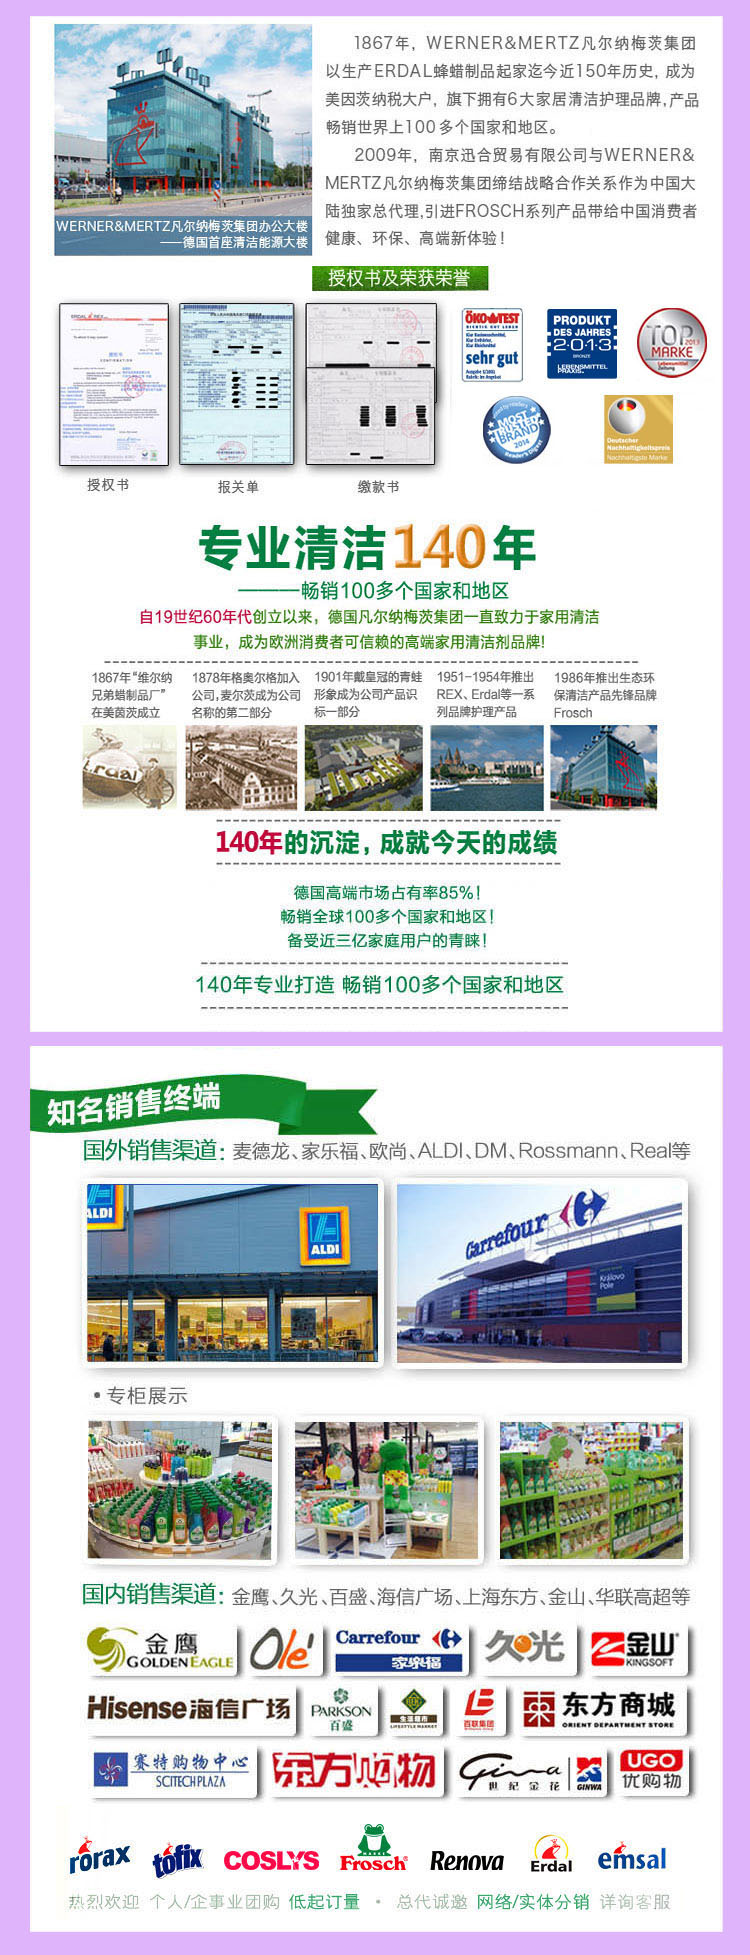 1867年，WERNER&MERTZ凡尔纳梅茨集团
以生产ERDAL蜂蜡制品起家迄今近150年历史，成为
美因茨纳税大户，旗下拥有6大家居清洁护理品牌,产品
畅销世界上100多个国家和地区。
2009年，南京迅合贸易有限公司与WERNER&
MERTZ凡尔纳梅茨集团缔结战略合作关系作为中国大
陆独家总代理,引进FROSCH系列产品带给中国消费者
健康、环保、高端新体验！
WERNER&MERTZ凡尔纳梅茨集团办公大楼
——德国首座清洁能源大楼
授权书及荣获荣誉
ÖKO TEST
RICHTIG GUT LEBEN
sehr gut
PRODUKT
DES JAHRES
2013
BRONZE
LEBENSMITTEL
PRAXIS
TOP
2013
MARKE
Lebensmittel
Zeitung
MOST
TRUSTED
BRAND
2014
Reader's Digest
Deutscher
Nachhaltigkeitspreis
Nachhaltigste Marke
授权书
报关单
缴款书
专业清洁140年
———畅销100多个国家和地区
自19世纪60年代创立以来，德国凡尔纳梅茨集团一直致力于家用清洁
事业，成为欧洲消费者可信赖的高端家用清洁剂品牌!
1867年“维尔纳
兄弟蜡制品厂”
在美茵茨成立
1878年格奥尔格加入
公司，麦尔茨成为公司
名称的第二部分
1901年戴皇冠的青蛙
形象成为公司产品识
标一部分
1951-1954年推出
REX、Erdal等一系
列品牌护理产品
1986年推出生态环
保清洁产品先锋品牌
Frosch
140年的沉淀，成就今天的成绩
德国高端市场占有率85%！
畅销全球100多个国家和地区！
备受近三亿家庭用户的青睐！
140年专业打造 畅销100多个国家和地区
知名销售终端
国外销售渠道：麦德龙、家乐福、欧尚、ALDI、DM、Rossmann、Real等
ALDI
ALDI
Carrefour
Královo
Pole
• 专柜展示
国内销售渠道：金鹰、久光、百盛、海信广场、上海东方、金山、华联高超等
金鹰
GOLDEN EAGLE
Olé
Carrefour
家乐福
久光
金山
KINGSOFT
Hisense海信广场
PARKSON
百盛
BHG
生活超市
LIFESTYLE MARKET
百联集团
东方商城
ORIENT DEPARTMENT STORE
赛特购物中心
SCITECH PLAZA
东方购物
Gina
世纪金花
GINWA
UGO
优购物
rorax
tofix
COSLYS
Frosch
Renova
Erdal
emsal
热烈欢迎 个人/企事业团购 低起订量 • 总代诚邀 网络/实体分销 详询客服